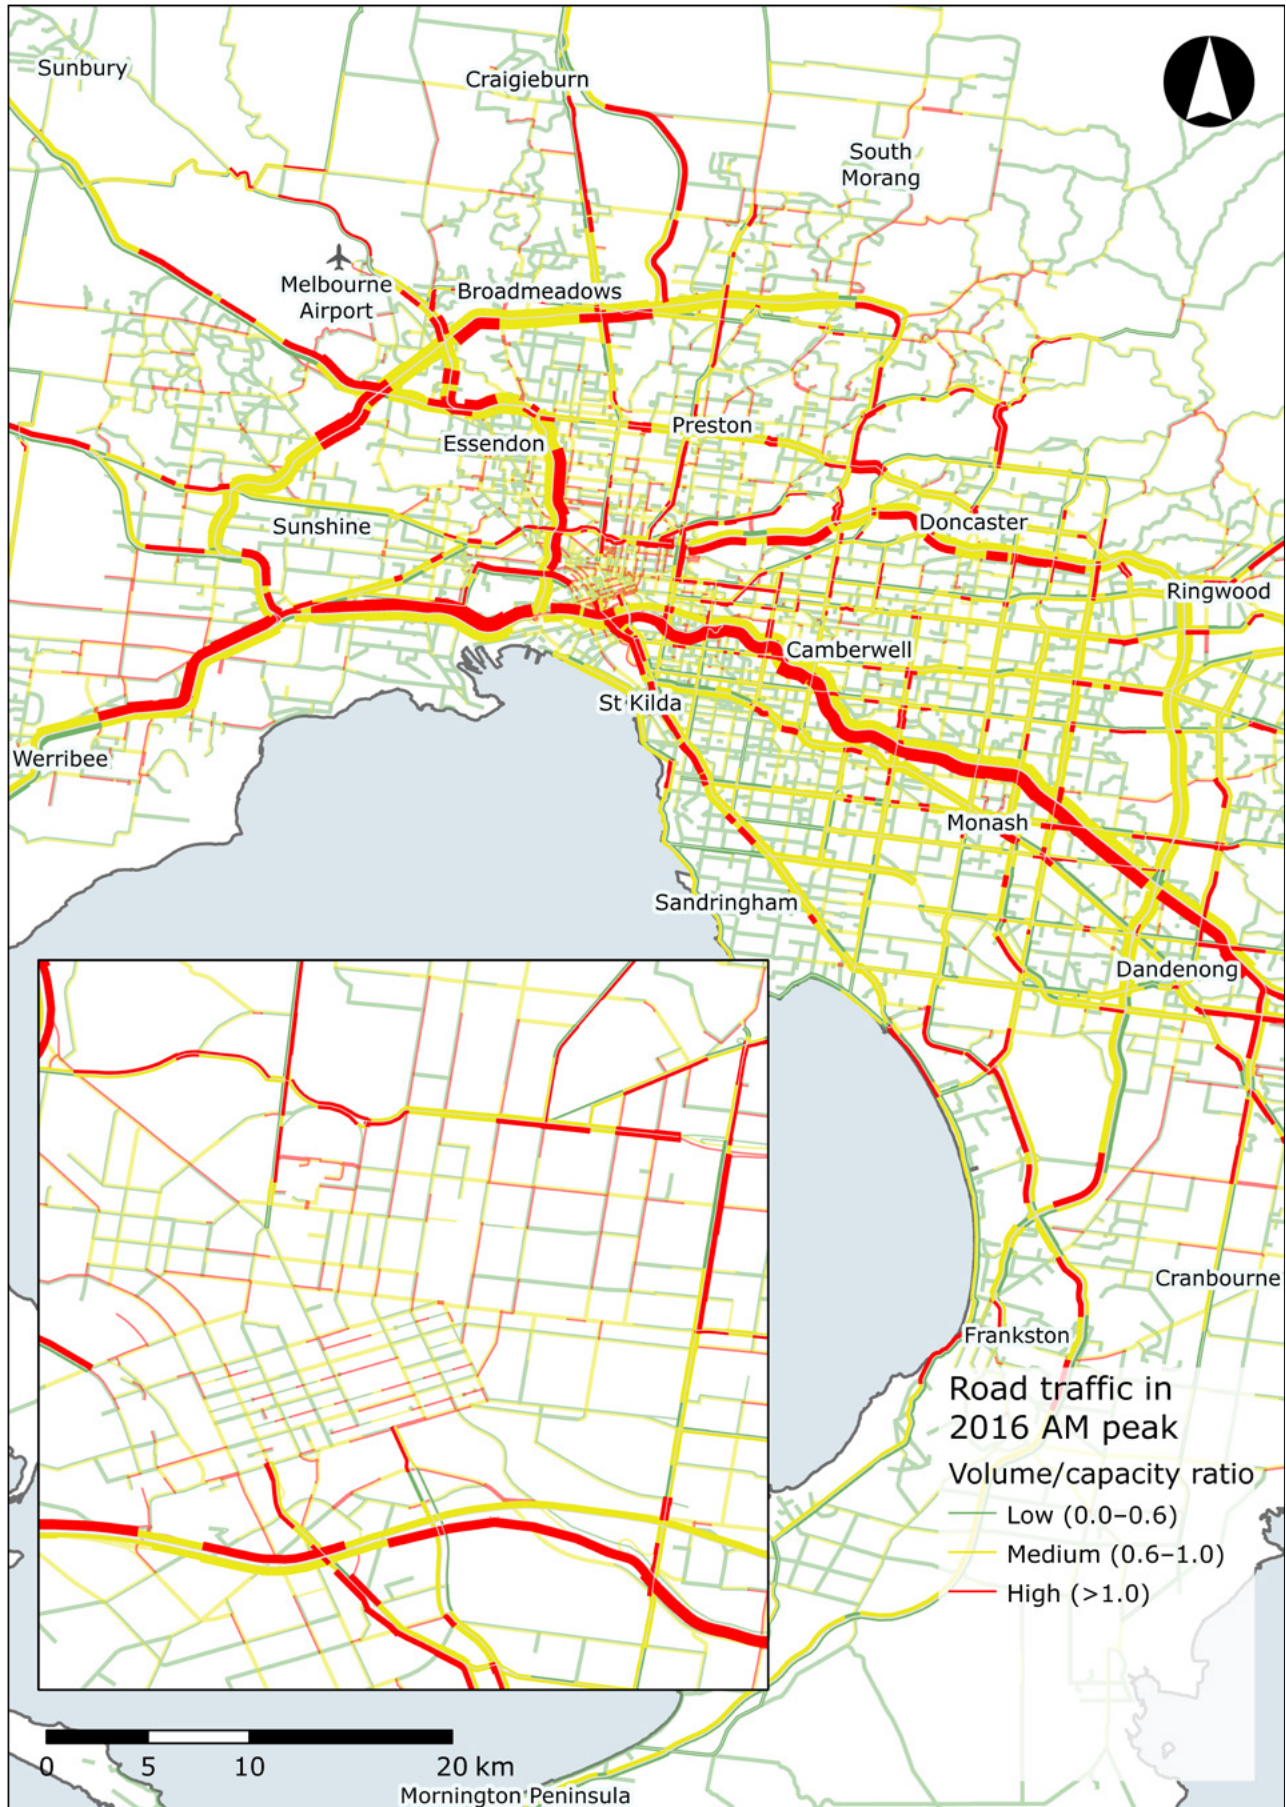 Sunbury
Craigieburn
South
Morang
Melbourne
Airport
Broadmeadows
Essendon
Preston
Sunshine
Doncaster
Ringwood
Camberwell
St Kilda
Werribee
Monash
Sandringham
Dandenong
Cranbourne
Frankston
Road traffic in
2016 AM peak
Volume/capacity ratio
Low (0.0–0.6)
Medium (0.6–1.0)
High (>1.0)
0 5 10 20 km
Mornington Peninsula